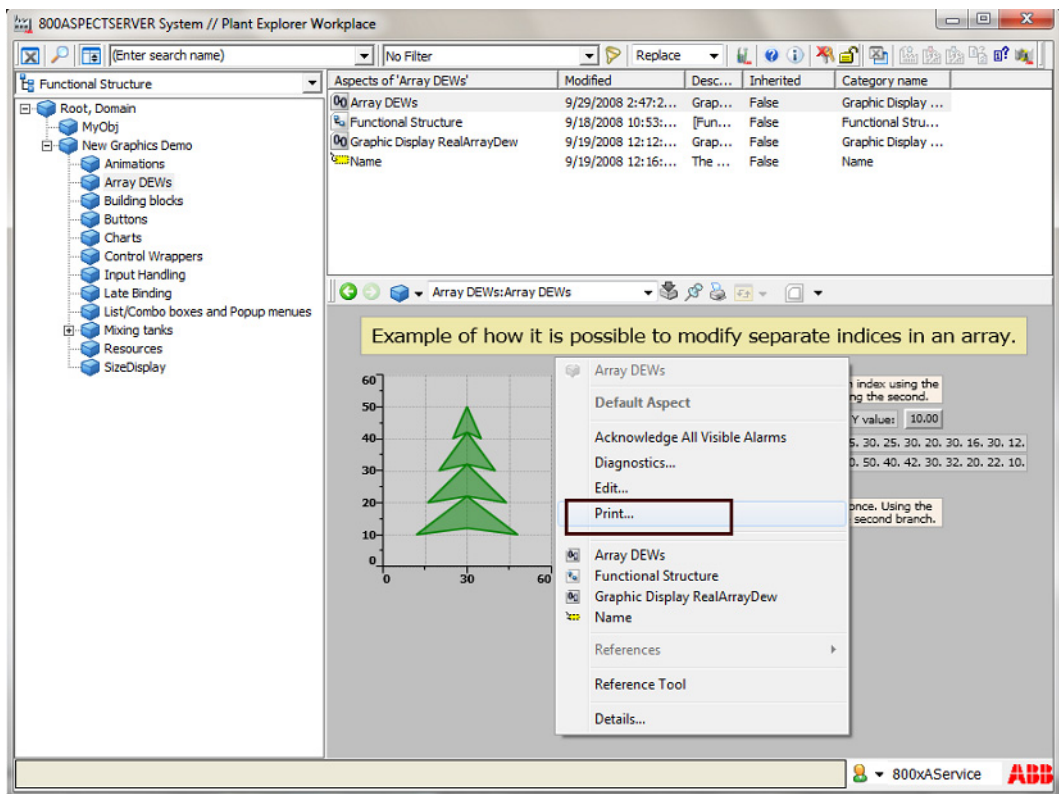 800ASPECTSERVER System // Plant Explorer Workplace
(Enter search name)
No Filter
Replace
Functional Structure
Root, Domain
MyObj
New Graphics Demo
Animations
Array DEWs
Building blocks
Buttons
Charts
Control Wrappers
Input Handling
Late Binding
List/Combo boxes and Popup menues
Mixing tanks
Resources
SizeDisplay
Aspects of 'Array DEWs' Modified Desc... Inherited Category name
Array DEWs 9/29/2008 2:47:2... Grap... False Graphic Display ...
Functional Structure 9/18/2008 10:53:... [Fun... False Functional Stru...
Graphic Display RealArrayDew 9/19/2008 12:12:... Grap... False Graphic Display ...
Name 9/19/2008 12:16:... The ... False Name
Array DEWs:Array DEWs
Example of how it is possible to modify separate indices in an array.
60
50
40
30
20
10
0
0 30 60
Array DEWs
Default Aspect
Acknowledge All Visible Alarms
Diagnostics...
Edit...
Print...
Array DEWs
Functional Structure
Graphic Display RealArrayDew
Name
References
Reference Tool
Details...
index using the
ng the second.
Y value: 10.00
5. 30. 25. 30. 20. 30. 16. 30. 12.
0. 50. 40. 42. 30. 32. 20. 22. 10.
once. Using the
second branch.
800xAService
ABB